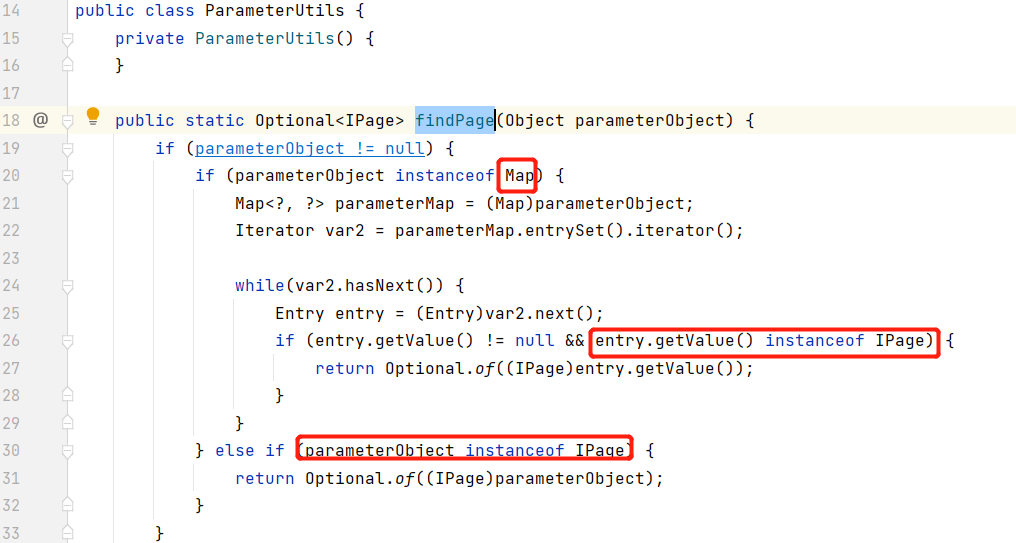 14 public class ParameterUtils {
15 private ParameterUtils() {
16 }
17
18 @ public static Optional<IPage> findPage(Object parameterObject) {
19 if (parameterObject != null) {
20 if (parameterObject instanceof Map) {
21 Map<?, ?> parameterMap = (Map)parameterObject;
22 Iterator var2 = parameterMap.entrySet().iterator();
23
24 while(var2.hasNext()) {
25 Entry entry = (Entry)var2.next();
26 if (entry.getValue() != null && entry.getValue() instanceof IPage) {
27 return Optional.of((IPage)entry.getValue());
28 }
29 }
30 } else if (parameterObject instanceof IPage) {
31 return Optional.of((IPage)parameterObject);
32 }
33 }